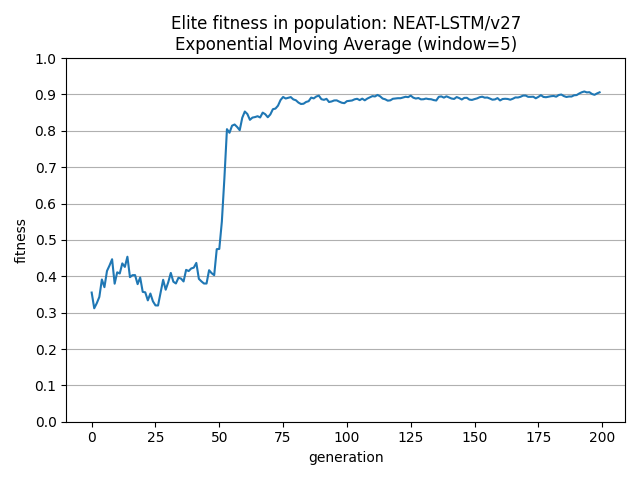 Elite fitness in population: NEAT-LSTM/v27
Exponential Moving Average (window=5)
fitness
1.0
0.9
0.8
0.7
0.6
0.5
0.4
0.3
0.2
0.1
0.0
0 25 50 75 100 125 150 175 200
generation